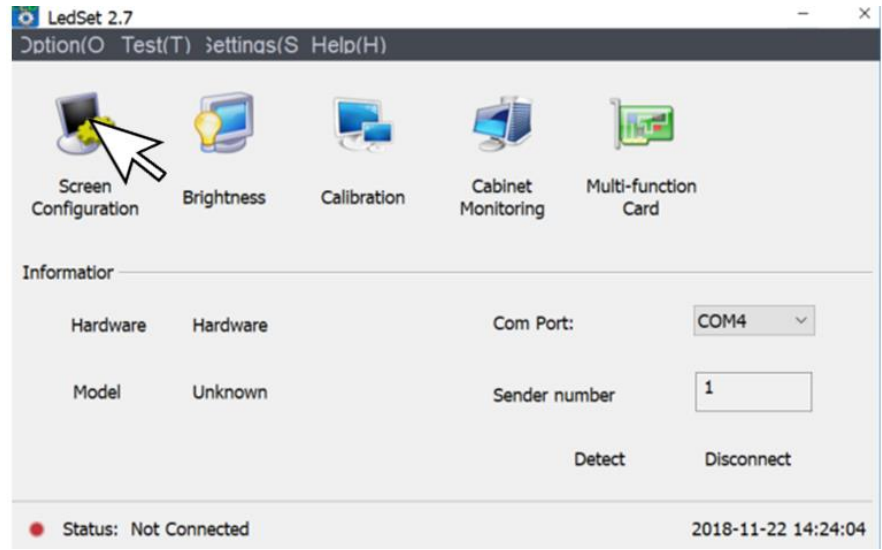 LedSet 2.7
Option(O Test(T) Settings(S Help(H)
Screen
Configuration
Brightness
Calibration
Cabinet
Monitoring
Multi-function
Card
Informatior
Hardware Hardware Com Port: COM4
Model Unknown Sender number 1
Detect Disconnect
Status: Not Connected 2018-11-22 14:24:04